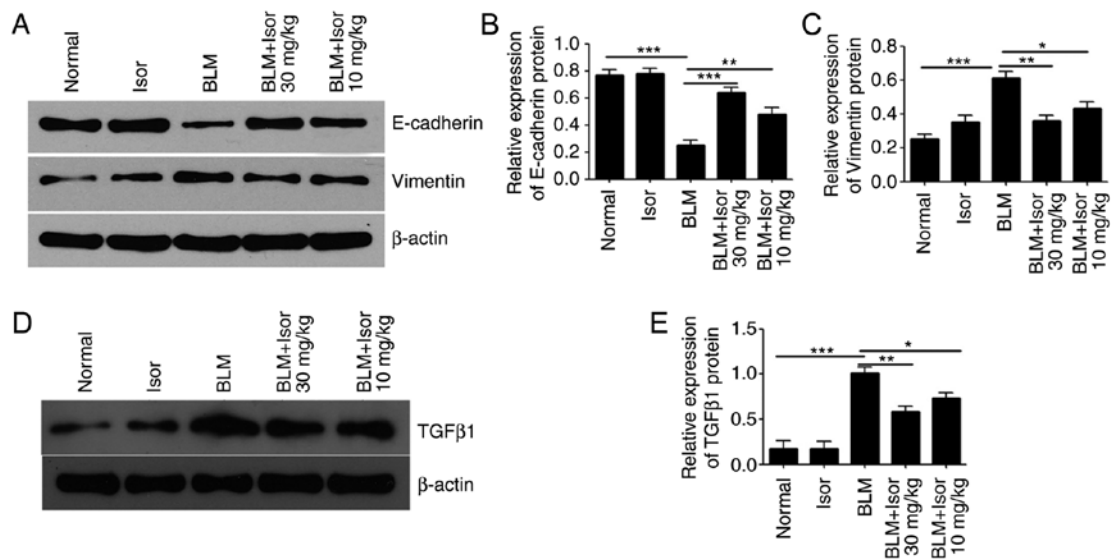 A
Normal
Isor
BLM
BLM+Isor
30 mg/kg
BLM+Isor
10 mg/kg
E-cadherin
Vimentin
β-actin
B
Relative expression
of E-cadherin protein
1.0
0.8
0.6
0.4
0.2
0.0
***
**
***
Normal
Isor
BLM
BLM+Isor
30 mg/kg
BLM+Isor
10 mg/kg
C
Relative expression
of Vimentin protein
0.8
0.6
0.4
0.2
0.0
***
*
**
Normal
Isor
BLM
BLM+Isor
30 mg/kg
BLM+Isor
10 mg/kg
D
Normal
Isor
BLM
BLM+Isor
30 mg/kg
BLM+Isor
10 mg/kg
TGFβ1
β-actin
E
Relative expression
of TGFβ1 protein
1.5
1.0
0.5
0.0
***
*
**
Normal
Isor
BLM
BLM+Isor
30 mg/kg
BLM+Isor
10 mg/kg